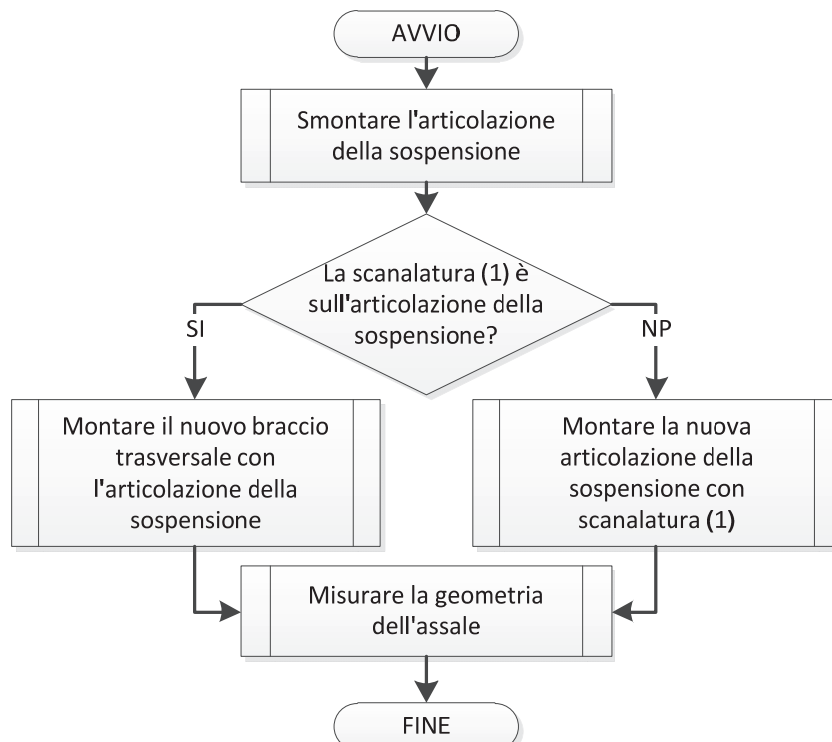 AVVIO
Smontare l'articolazione
della sospensione
La scanalatura (1) è
sull'articolazione della
sospensione?
SI
NP
Montare il nuovo braccio
trasversale con
l'articolazione della
sospensione
Montare la nuova
articolazione della
sospensione con
scanalatura (1)
Misurare la geometria
dell'assale
FINE